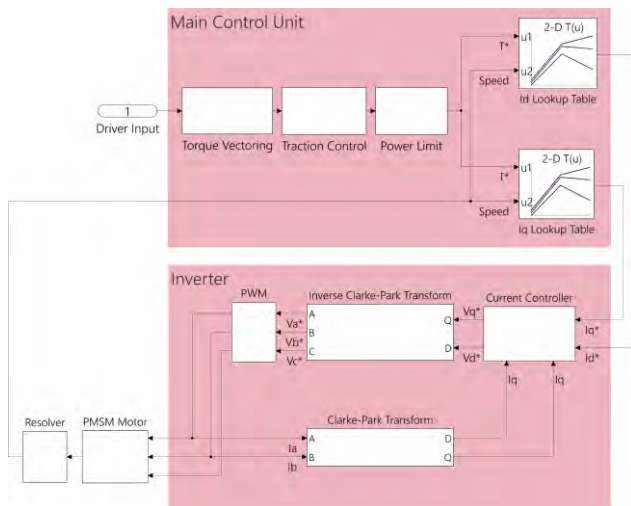 Main Control Unit
2-D T(u)
u1
T*
u2
Speed
Id Lookup Table
1
Driver Input
Torque Vectoring
Traction Control
Power Limit
2-D T(u)
u1
T*
u2
Speed
Iq Lookup Table
Inverter
PWM
Inverse Clarke-Park Transform
Current Controller
A
B
C
Va*
Vb*
Vc*
Q
D
Vq*
Vd*
Iq*
Id*
Iq
Iq
Resolver
PMSM Motor
Clarke-Park Transform
Ia
Ib
A
B
D
Q